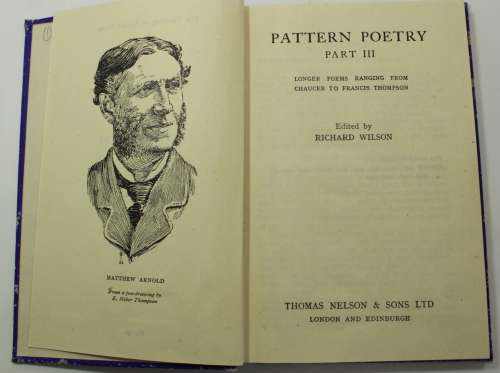 MATTHEW ARNOLD
From a pen-drawing by
E. Heber Thompson
PATTERN POETRY
PART III
LONGER POEMS RANGING FROM
CHAUCER TO FRANCIS THOMPSON
Edited by
RICHARD WILSON
THOMAS NELSON & SONS LTD
LONDON AND EDINBURGH